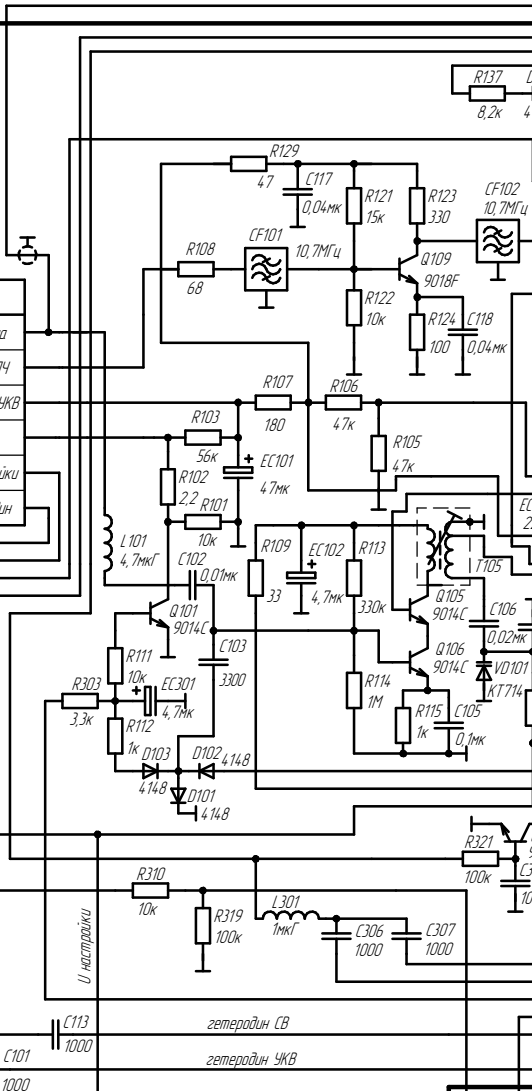 R137
8,2к
R129
47
C117
0,04мк
R121
15к
R123
330
CF102
10,7МГц
CF101
10,7МГц
R108
68
Q109
9018F
R122
10к
R124
100
C118
0,04мк
УКВ
R107
180
R106
47к
R103
56к
R105
47к
EC101
47мк
R102
2,2
R101
10к
L101
4,7мкГ
C102
0,01мк
R109
33
EC102
4,7мк
R113
330к
T105
Q101
9014C
C103
3300
Q105
9014C
Q106
9014C
C106
0,02мк
VD101
КТ714
R111
10к
R303
3,3к
EC301
4,7мк
R112
1к
R114
1М
R115
1к
C105
0,1мк
D103
4148
D102
4148
D101
4148
R321
100к
R310
10к
R319
100к
L301
1мкГ
C306
1000
C307
1000
U настройки
C113
1000
гетеродин СВ
C101
1000
гетеродин УКВ